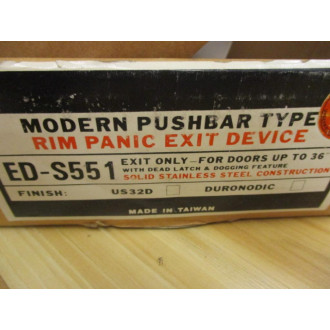 MODERN PUSHBAR TYPE
RIM PANIC EXIT DEVICE
ED-S551
EXIT ONLY—FOR DOORS UP TO 36"
WITH DEAD LATCH & DOGGING FEATURE
SOLID STAINLESS STEEL CONSTRUCTION
FINISH: US32D DURONODIC
MADE IN TAIWAN